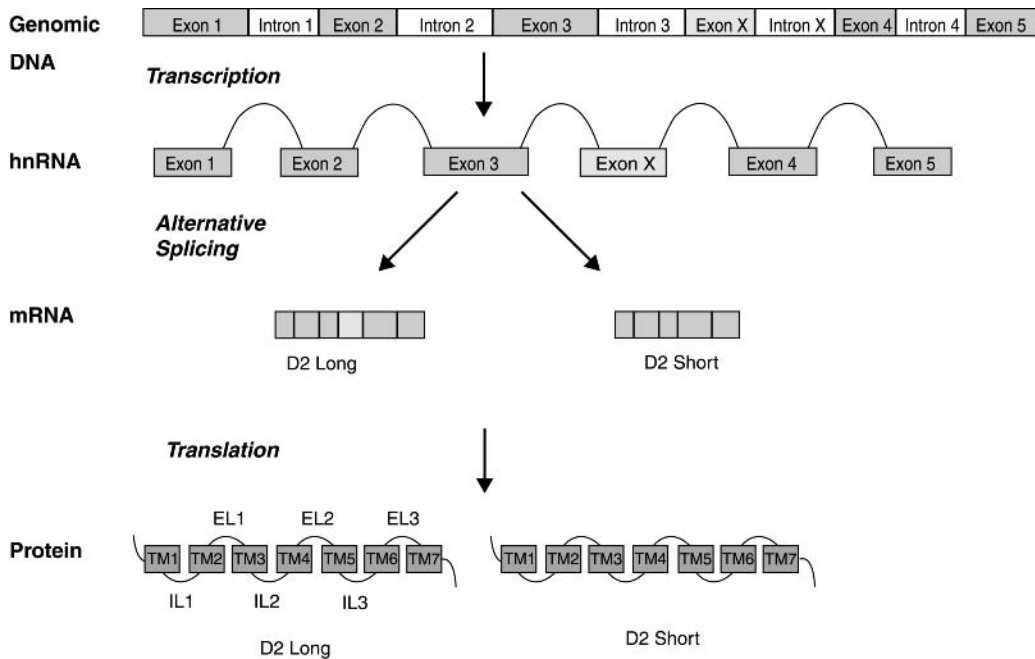 Genomic DNA
Exon 1 Intron 1 Exon 2 Intron 2 Exon 3 Intron 3 Exon X Intron X Exon 4 Intron 4 Exon 5
Transcription
hnRNA
Exon 1 Exon 2 Exon 3 Exon X Exon 4 Exon 5
Alternative
Splicing
mRNA
D2 Long D2 Short
Translation
Protein
EL1 EL2 EL3
TM1 TM2 TM3 TM4 TM5 TM6 TM7 TM1 TM2 TM3 TM4 TM5 TM6 TM7
IL1 IL2 IL3
D2 Long D2 Short